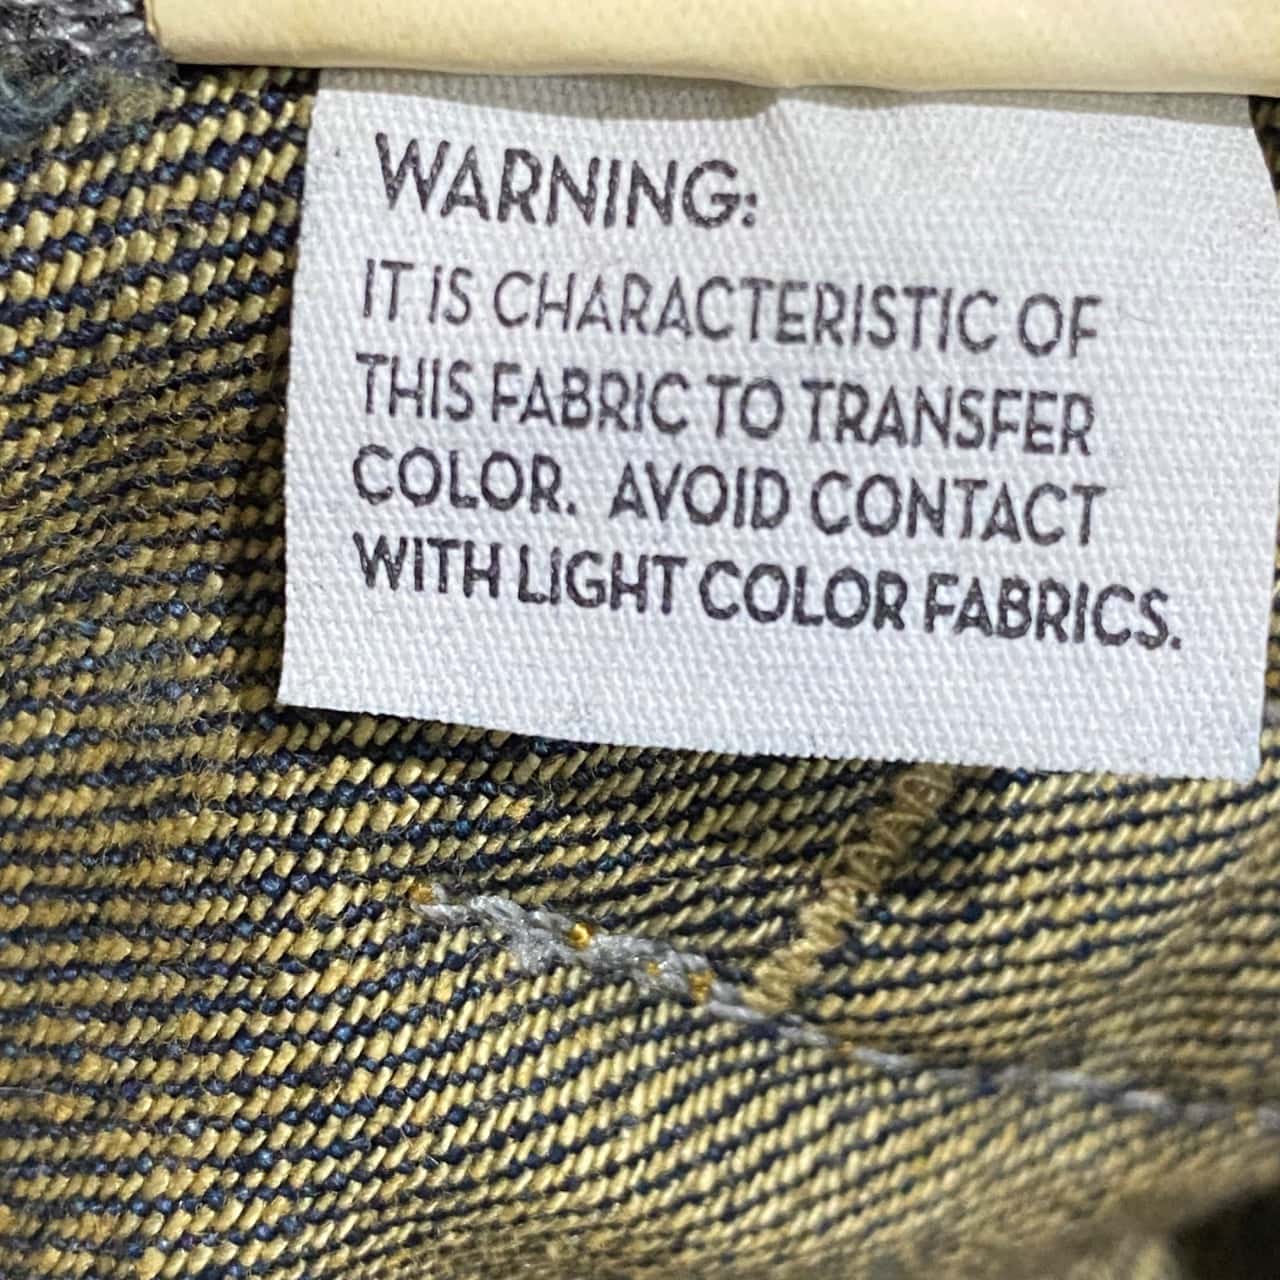 WARNING:
IT IS CHARACTERISTIC OF
THIS FABRIC TO TRANSFER
COLOR. AVOID CONTACT
WITH LIGHT COLOR FABRICS.